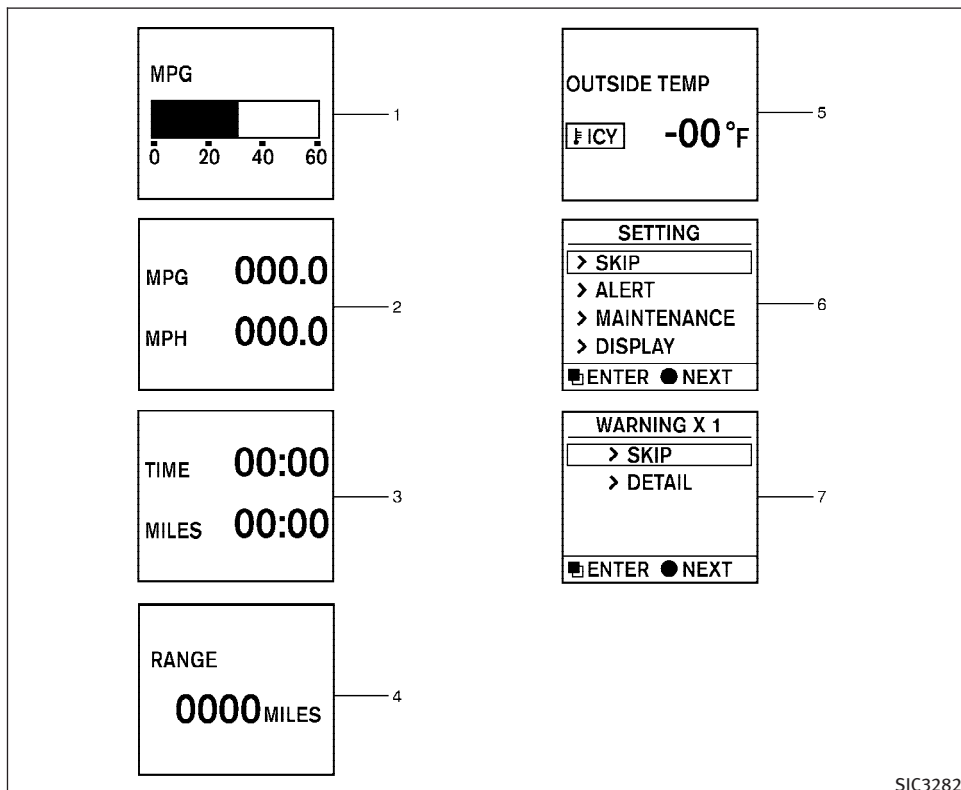 MPG
0 20 40 60
1
MPG 000.0
MPH 000.0
2
TIME 00:00
MILES 00:00
3
RANGE
0000 MILES
4
OUTSIDE TEMP
ICY -00°F
5
SETTING
> SKIP
> ALERT
> MAINTENANCE
> DISPLAY
ENTER NEXT
6
WARNING X 1
> SKIP
> DETAIL
ENTER NEXT
7
SIC3282